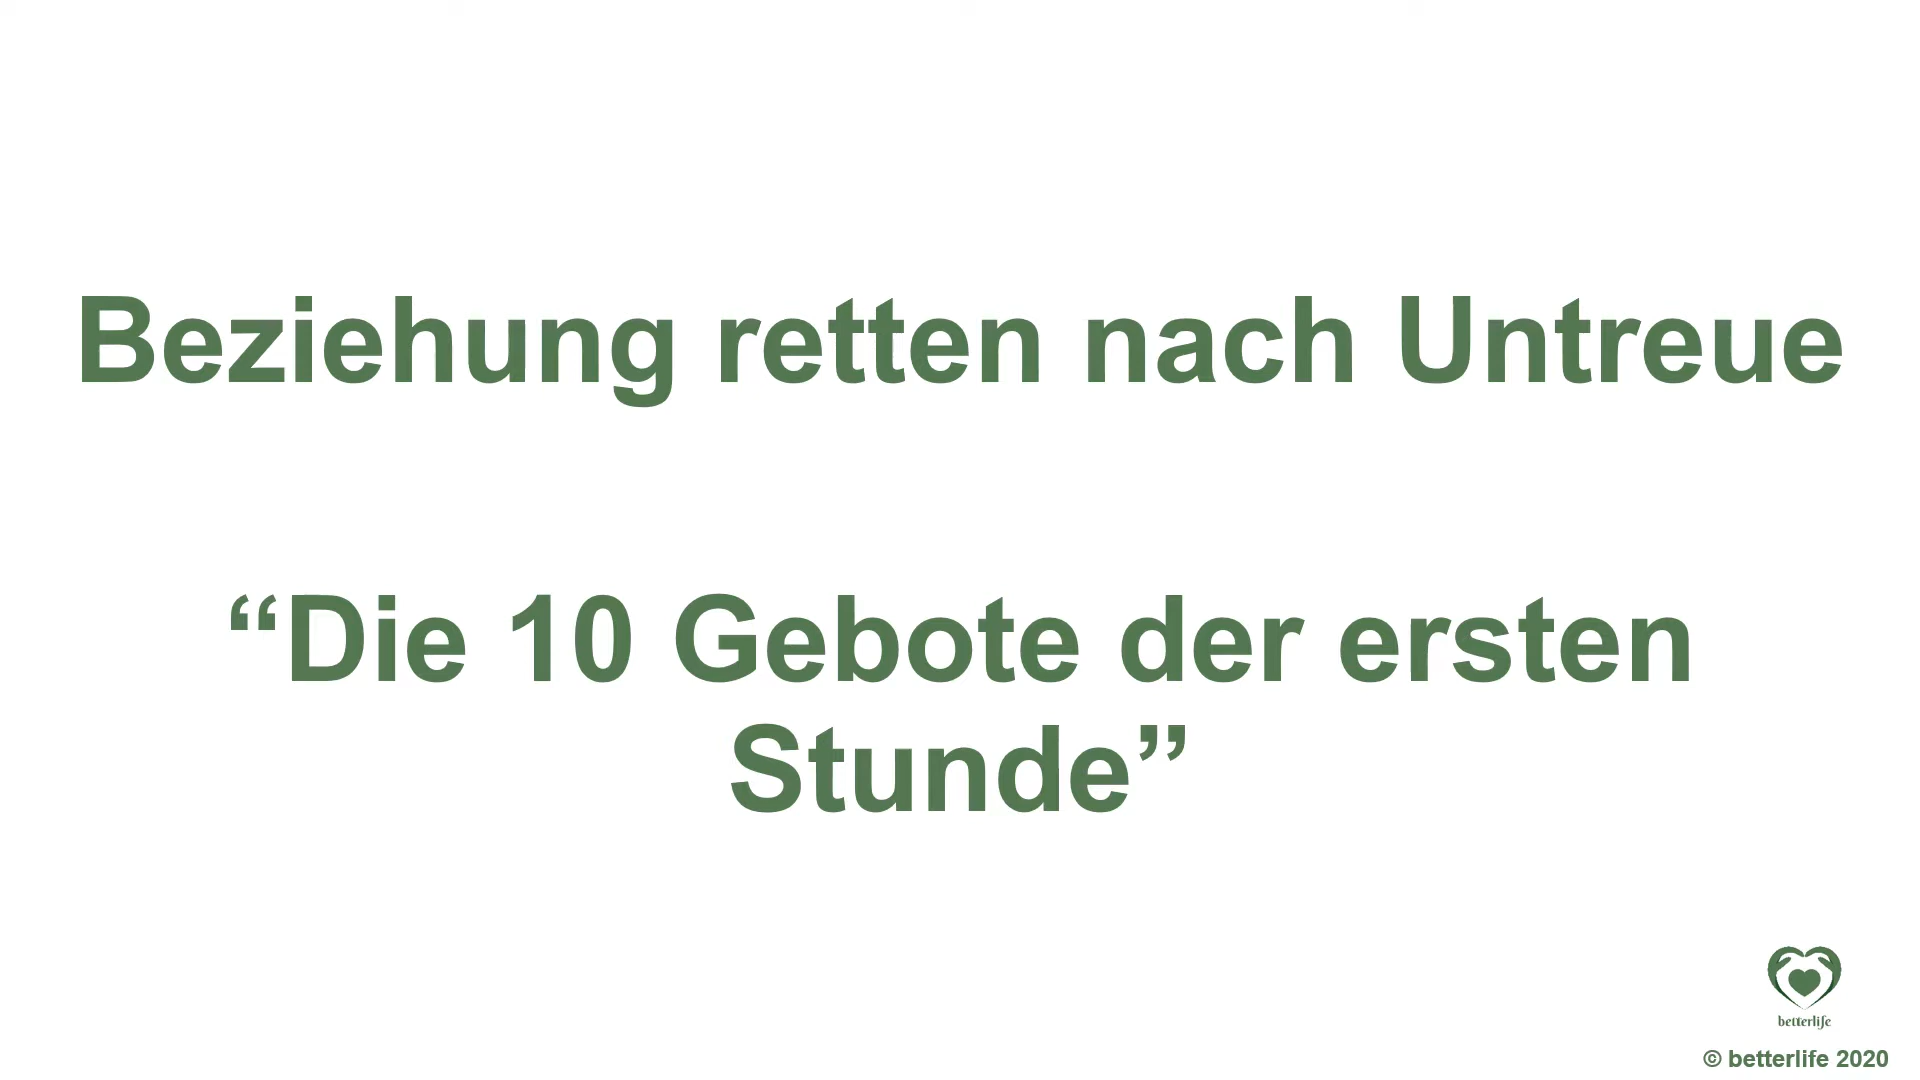 Beziehung retten nach Untreue
“Die 10 Gebote der ersten
Stunde”
betterlife
© betterlife 2020